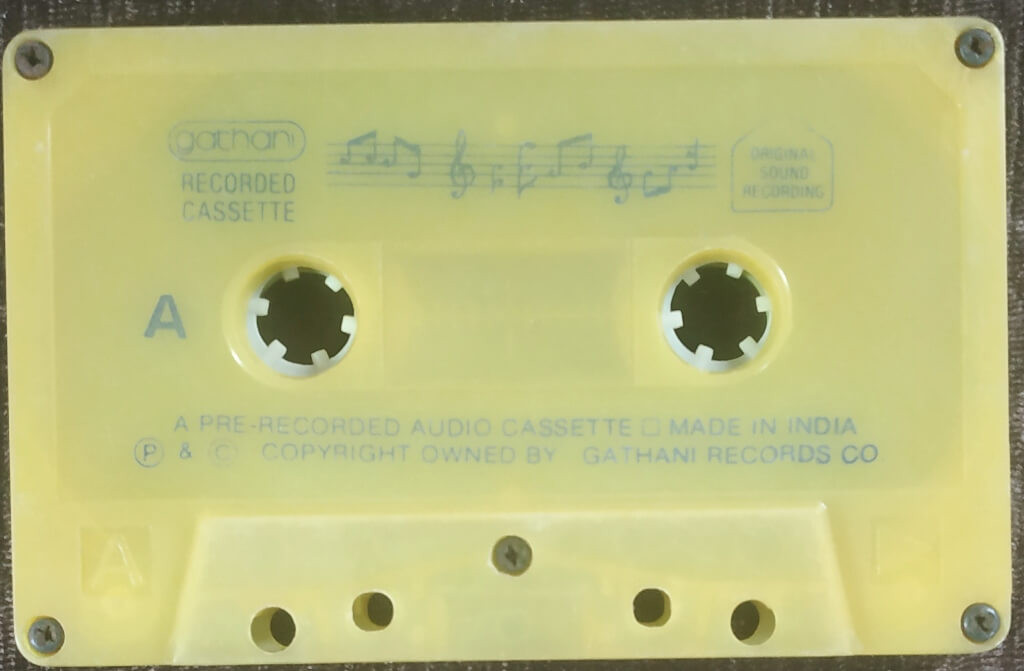 gathani
RECORDED
CASSETTE
ORIGINAL
SOUND
RECORDING
A
A PRE-RECORDED AUDIO CASSETTE □ MADE IN INDIA
Ⓟ & © COPYRIGHT OWNED BY GATHANI RECORDS CO
A